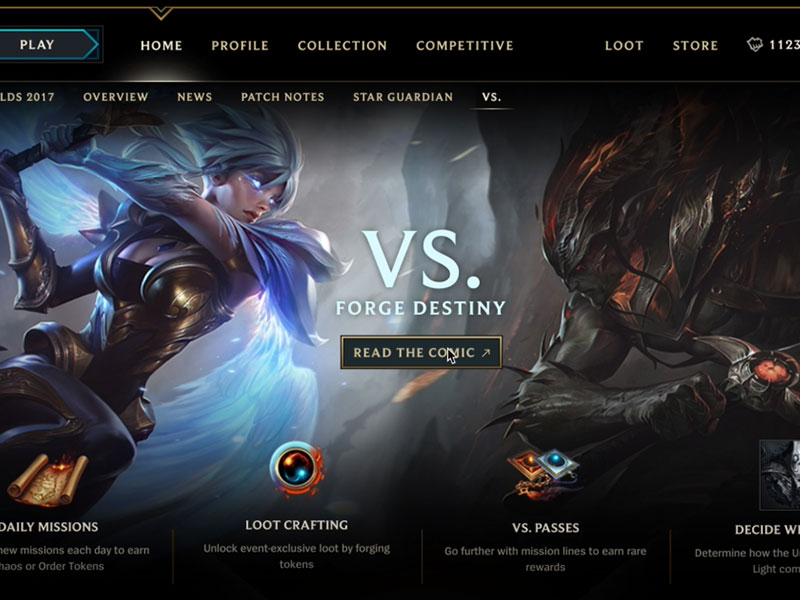 PLAY
HOME
PROFILE
COLLECTION
COMPETITIVE
LOOT
STORE
1123
LDS 2017
OVERVIEW
NEWS
PATCH NOTES
STAR GUARDIAN
VS.
VS.
FORGE DESTINY
READ THE COMIC
DAILY MISSIONS
new missions each day to earn
haos or Order Tokens
LOOT CRAFTING
Unlock event-exclusive loot by forging
tokens
VS. PASSES
Go further with mission lines to earn rare
rewards
DECIDE WI
Determine how the U
Light com